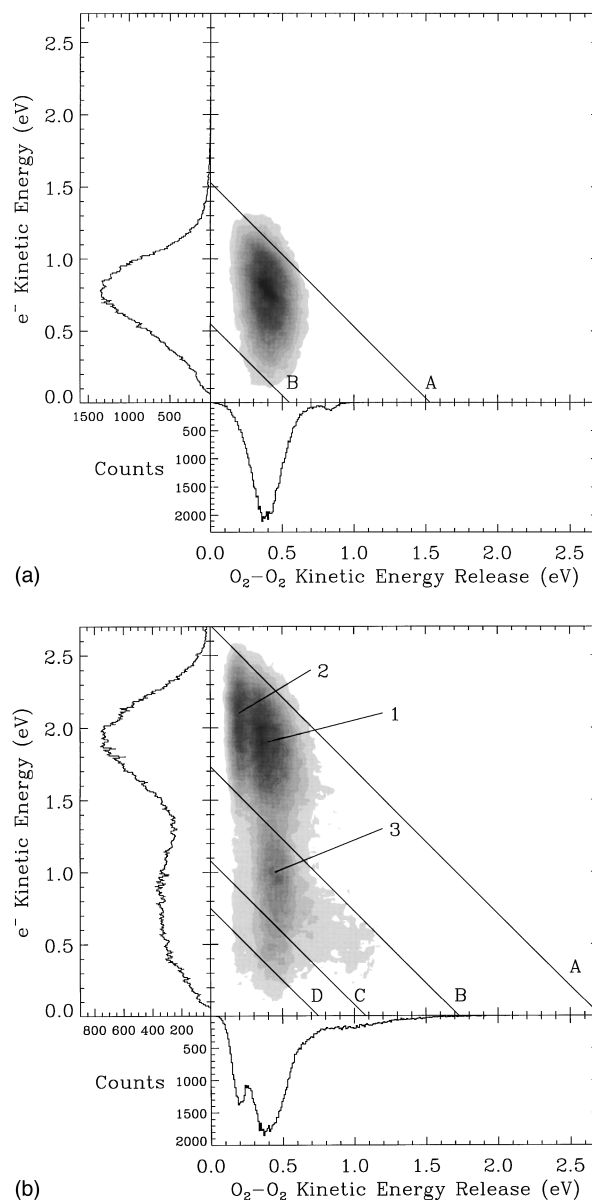 2.5
2.0
1.5
1.0
0.5
0.0
e⁻ Kinetic Energy (eV)
B
A
1500 1000 500
Counts
500
1000
1500
2000
0.0 0.5 1.0 1.5 2.0 2.5
(a)
O₂−O₂ Kinetic Energy Release (eV)
2.5
2.0
1.5
1.0
0.5
0.0
e⁻ Kinetic Energy (eV)
2
1
3
D C B A
800 600 400 200
Counts
500
1000
1500
2000
0.0 0.5 1.0 1.5 2.0 2.5
(b)
O₂−O₂ Kinetic Energy Release (eV)